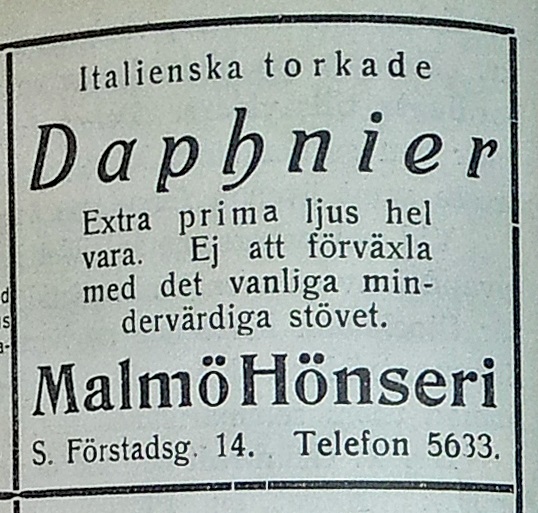 Italienska torkade
Daphnier
Extra prima ljus hel
vara. Ej att förväxla
med det vanliga min-
dervärdiga stövet.
Malmö Hönseri
S. Förstadsg. 14. Telefon 5633.